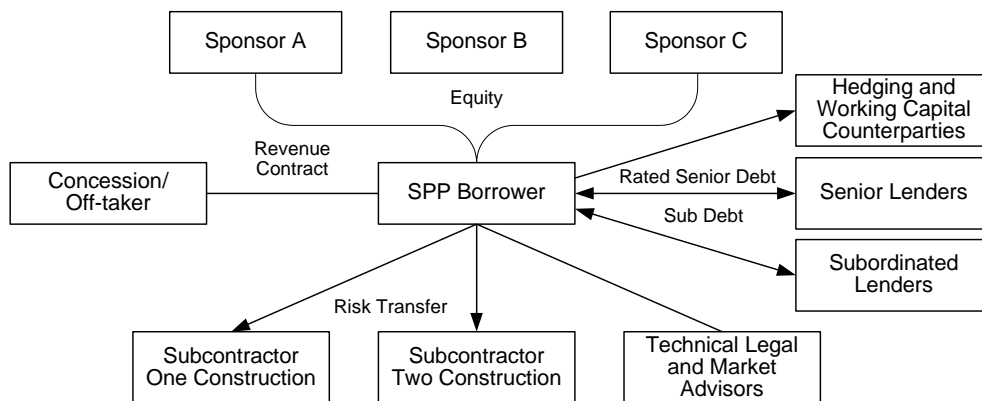 Sponsor A
Sponsor B
Sponsor C
Equity
Hedging and
Working Capital
Counterparties
Revenue
Contract
Concession/
Off-taker
SPP Borrower
Rated Senior Debt
Senior Lenders
Sub Debt
Subordinated
Lenders
Risk Transfer
Subcontractor
One Construction
Subcontractor
Two Construction
Technical Legal
and Market
Advisors